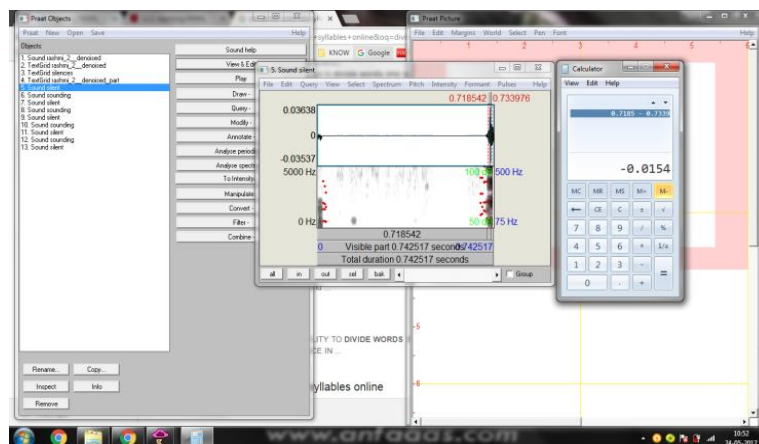 Praat Objects
Praat New Open Save Help
Objects
1. Sound rashmi_2__denoised
2. TextGrid rashmi_2__denoised
3. TextGrid silences
4. TextGrid rashmi_2__denoised_part
5. Sound silent
6. Sound sounding
7. Sound silent
8. Sound sounding
9. Sound silent
10. Sound sounding
11. Sound silent
12. Sound sounding
13. Sound silent
Sound help
View & Edit
Play
Draw -
Query -
Modify -
Annotate -
Analyse periodi
Analyse spect
To Intensity
Manipulate
Convert -
Filter -
Combine -
Rename... Copy...
Inspect Info
Remove
syllables+online&oq=div
KNOW G Google
5. Sound silent
File Edit Query View Select Spectrum Pitch Intensity Formant Pulses Help
0.718542 0.733976
0.03638
0
-0.03537
5000 Hz 500 Hz
0 Hz 75 Hz
0.718542
0 Visible part 0.742517 seconds 0.742517
Total duration 0.742517 seconds
all in out sel bak Group
LITY TO DIVIDE WORDS
CE IN ...
yllables online
Praat Picture
File Edit Margins World Select Pen Font Help
1 2 3 4 5 6
5
6
Calculator
View Edit Help
0.7185 - 0.7339
-0.0154
MC MR MS M+ M-
← CE C ± √
7 8 9 / %
4 5 6 * 1/x
1 2 3 - =
0 . +
www.anfaaas.com
10:52
24-05-2017